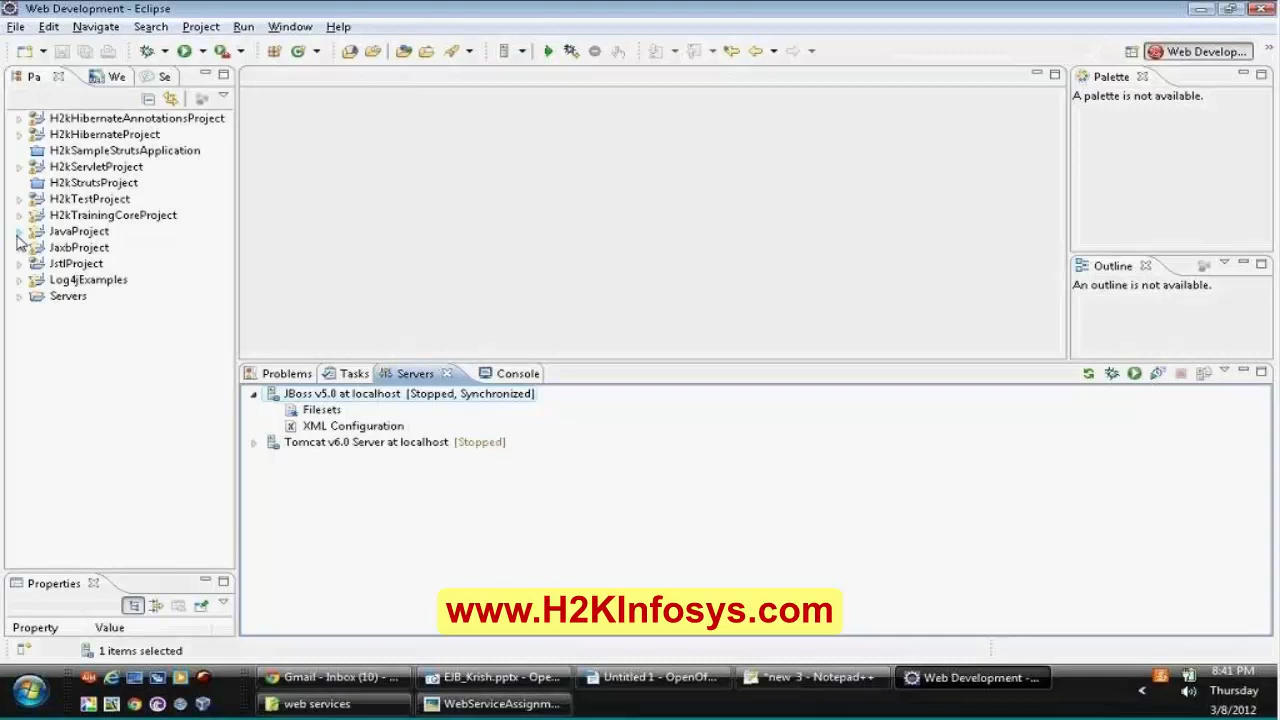 Web Development - Eclipse
File Edit Navigate Search Project Run Window Help
Web Develop...
Pa We Se
Palette
A palette is not available.
H2kHibernateAnnotationsProject
H2kHibernateProject
H2kSampleStrutsApplication
H2kServletProject
H2kStrutsProject
H2kTestProject
H2kTrainingCoreProject
JavaProject
JaxbProject
JstlProject
Log4jExamples
Servers
Outline
An outline is not available.
Problems Tasks Servers Console
JBoss v5.0 at localhost [Stopped, Synchronized]
Filesets
XML Configuration
Tomcat v6.0 Server at localhost [Stopped]
Properties
Property Value
www.H2KInfosys.com
1 items selected
Gmail - Inbox (10) - ... EJB_Krish.pptx - Ope... Untitled 1 - OpenOf... *new 3 - Notepad++ Web Development -...
web services WebServiceAssignm...
8:41 PM
Thursday
3/8/2012